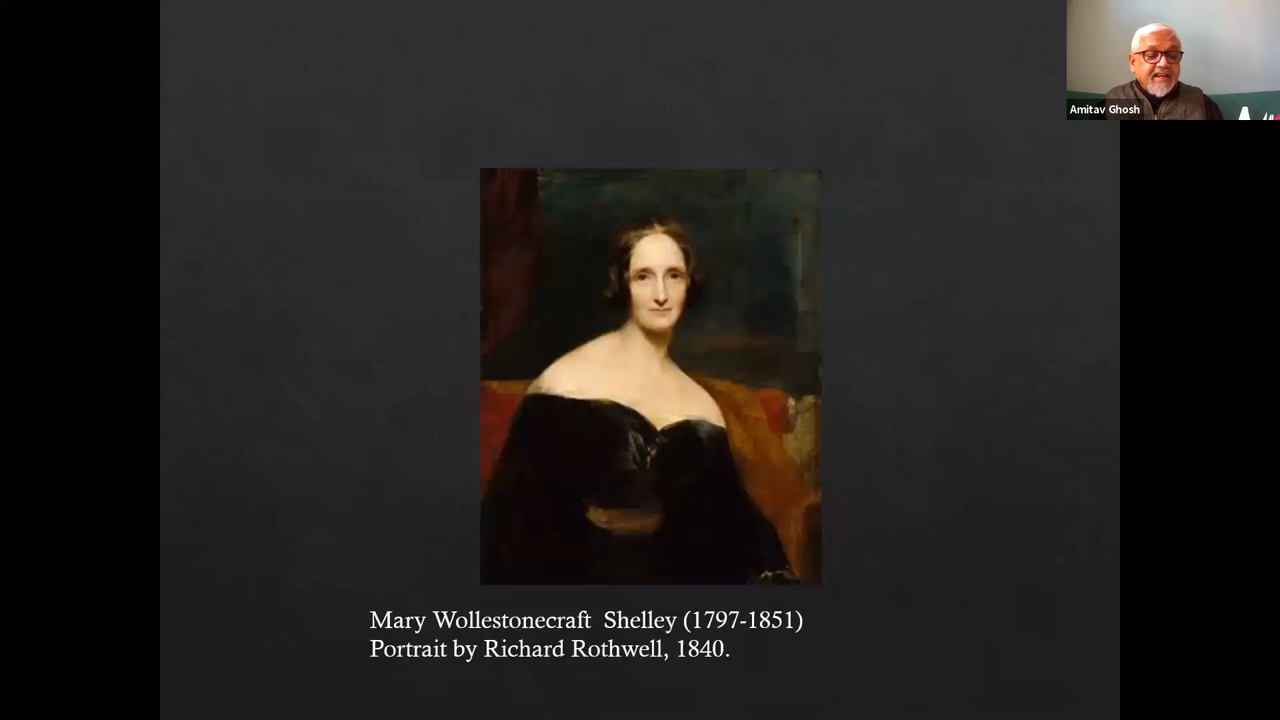 Amitav Ghosh
Mary Wollestonecraft  Shelley (1797-1851)
Portrait by Richard Rothwell, 1840.